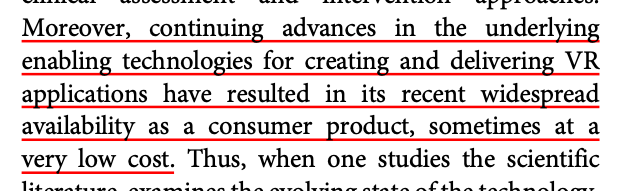 clinical assessment and intervention approaches.
Moreover, continuing advances in the underlying
enabling technologies for creating and delivering VR
applications have resulted in its recent widespread
availability as a consumer product, sometimes at a
very low cost. Thus, when one studies the scientific
literature, examines the evolving state of the technology,